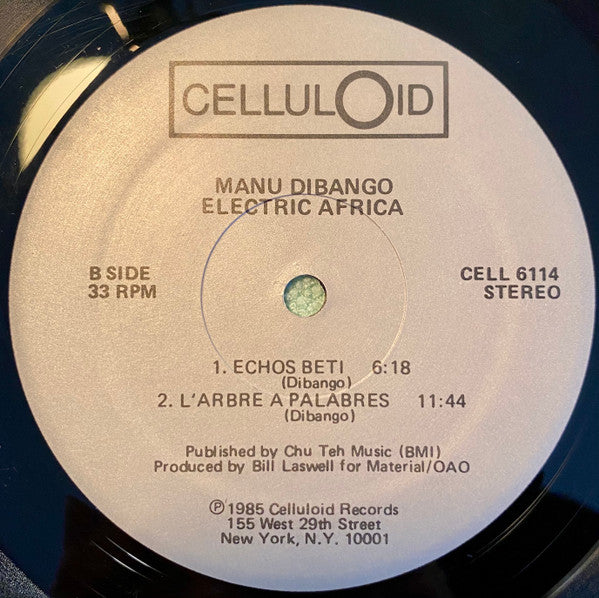 CELLULOID
MANU DIBANGO
ELECTRIC AFRICA
B SIDE
33 RPM
CELL 6114
STEREO
1. ECHOS BETI 6:18
(Dibango)
2. L'ARBRE A PALABRES 11:44
(Dibango)
Published by Chu Teh Music (BMI)
Produced by Bill Laswell for Material/OAO
℗ 1985 Celluloid Records
155 West 29th Street
New York, N.Y. 10001